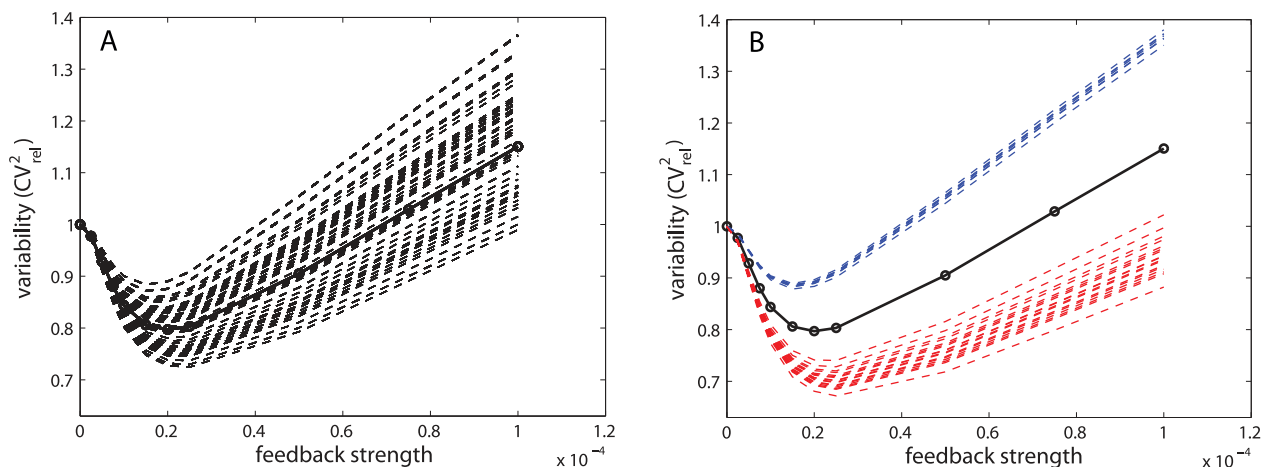 A
variability (CV²rel)
1.4
1.3
1.2
1.1
1
0.9
0.8
0.7
0 0.2 0.4 0.6 0.8 1 1.2
feedback strength
x 10⁻⁴
B
variability (CV²rel)
1.4
1.3
1.2
1.1
1
0.9
0.8
0.7
0 0.2 0.4 0.6 0.8 1 1.2
feedback strength
x 10⁻⁴